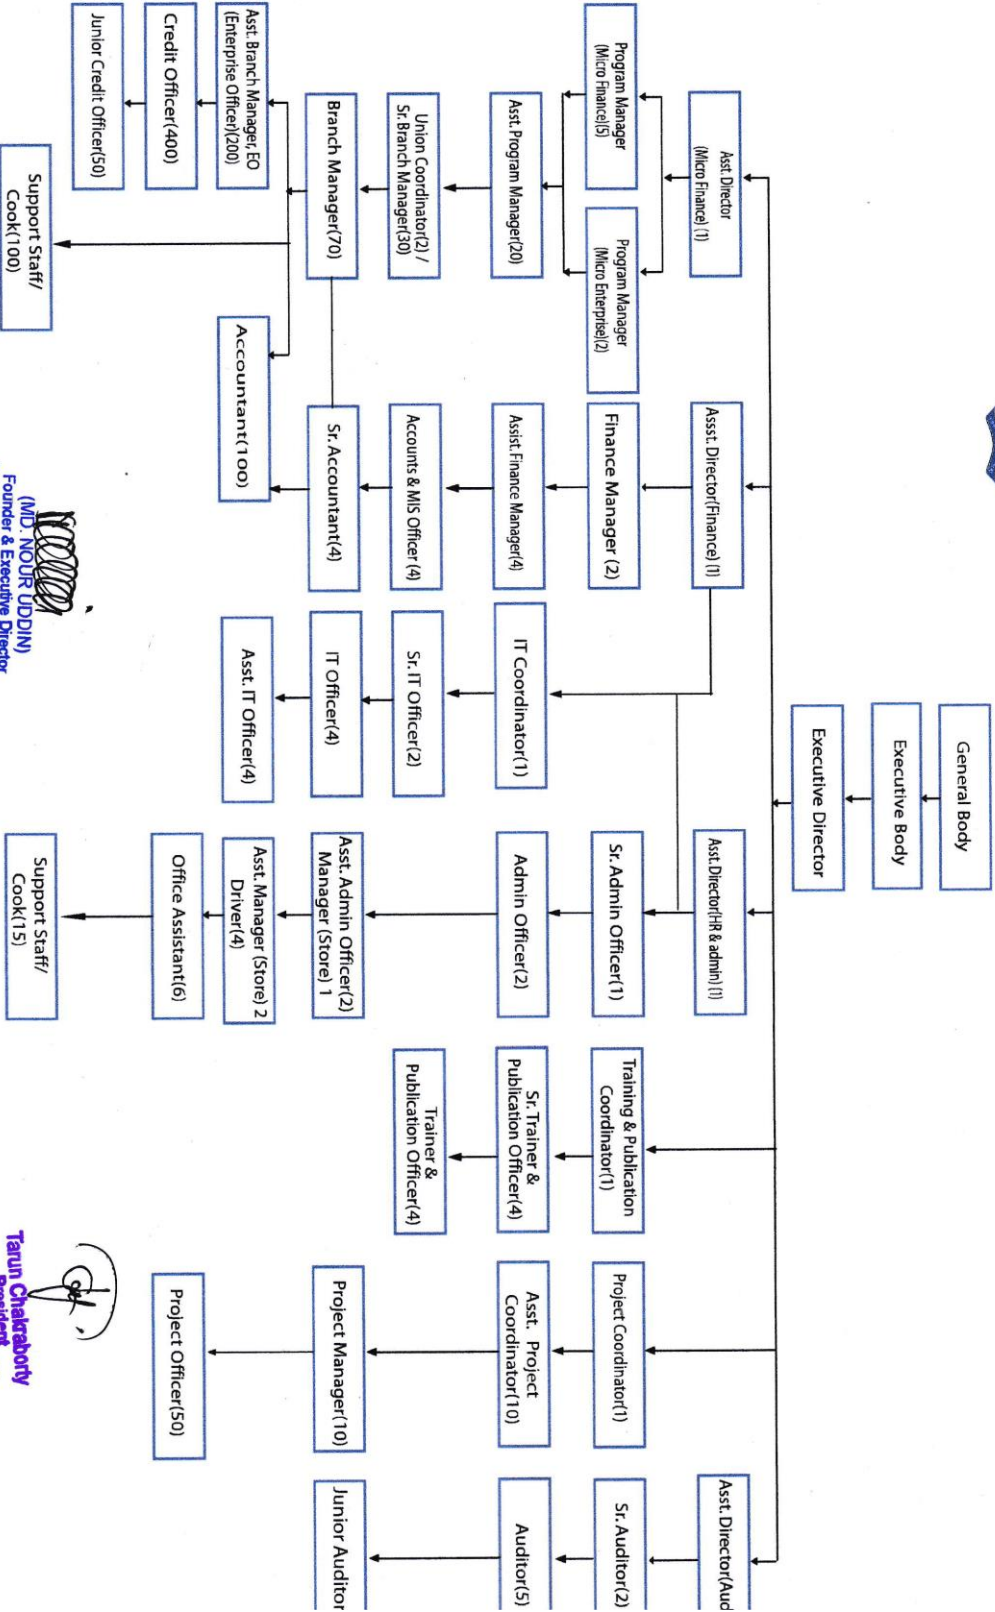 General Body
Executive Body
Executive Director
Asst. Director
(Micro Finance) (1)
Assst. Director(Finance) (1)
Asst. Director(HR & admin) (1)
Asst. Director(Aud
Program Manager
(Micro Finance)(5)
Program Manager
(Micro Enterprise)(2)
Finance Manager (2)
Sr. Admin Officer(1)
Training & Publication
Coordinator(1)
Project Coordinator(1)
Sr. Auditor(2)
Asst. Program Manager(20)
Assist. Finance Manager(4)
IT Coordinator(1)
Admin Officer(2)
Sr. Trainer &
Publication Officer(4)
Asst. Project
Coordinator(10)
Auditor(5)
Union Coordinator(2) /
Sr. Branch Manager(30)
Accounts & MIS Officer (4)
Sr. IT Officer(2)
Trainer &
Publication Officer(4)
Branch Manager(70)
Sr. Accountant(4)
IT Officer(4)
Asst. Admin Officer(2)
Manager (Store) 1
Project Manager(10)
Junior Auditor
Asst. Branch Manager, EO
(Enterprise Officer)(200)
Accountant(100)
Asst. IT Officer(4)
Asst. Manager (Store) 2
Driver(4)
Credit Officer(400)
Office Assistant(6)
Project Officer(50)
Junior Credit Officer(50)
Support Staff/
Cook(100)
Support Staff/
Cook(15)
(MD. NOUR UDDIN)
Founder & Executive Director
Tarun Chakraborty
President